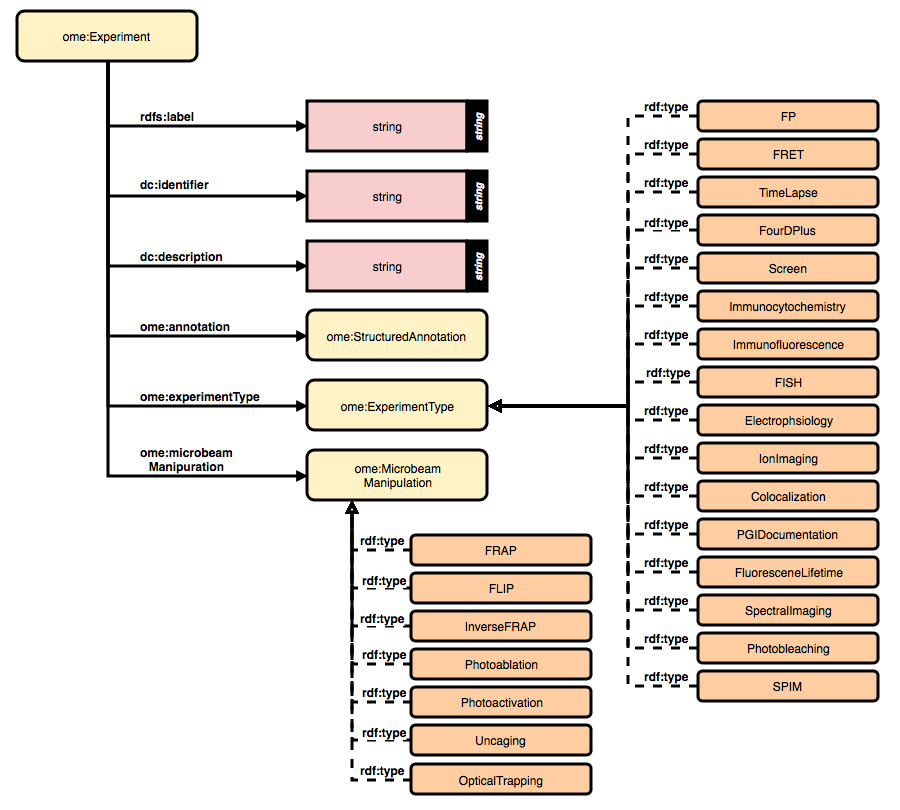 ome:Experiment
rdfs:label
string
string
dc:identifier
string
string
dc:description
string
string
ome:annotation
ome:StructuredAnnotation
ome:experimentType
ome:ExperimentType
ome:microbeam
Manipuration
ome:Microbeam
Manipulation
rdf:type
FRAP
rdf:type
FLIP
rdf:type
InverseFRAP
rdf:type
Photoablation
rdf:type
Photoactivation
rdf:type
Uncaging
rdf:type
OpticalTrapping
rdf:type
FP
rdf:type
FRET
rdf:type
TimeLapse
rdf:type
FourDPlus
rdf:type
Screen
rdf:type
Immunocytochemistry
rdf:type
Immunofluorescence
rdf:type
FISH
rdf:type
Electrophsiology
rdf:type
IonImaging
rdf:type
Colocalization
rdf:type
PGIDocumentation
rdf:type
FluoresceneLifetime
rdf:type
SpectralImaging
rdf:type
Photobleaching
rdf:type
SPIM